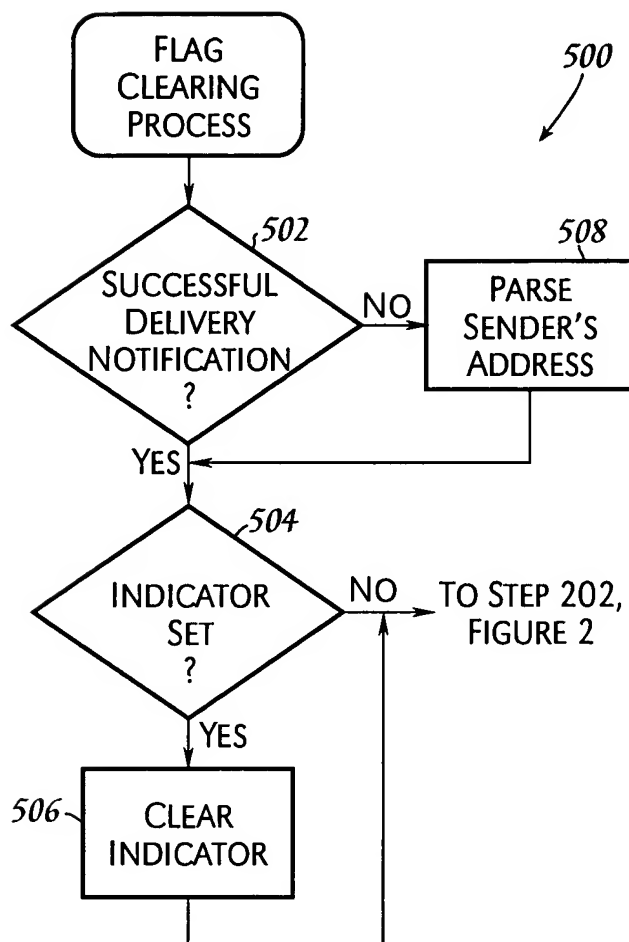 FLAG
CLEARING
PROCESS
500
502
SUCCESSFUL
DELIVERY
NOTIFICATION
?
NO
508
PARSE
SENDER'S
ADDRESS
YES
504
INDICATOR
SET
?
NO
TO STEP 202,
FIGURE 2
YES
506
CLEAR
INDICATOR